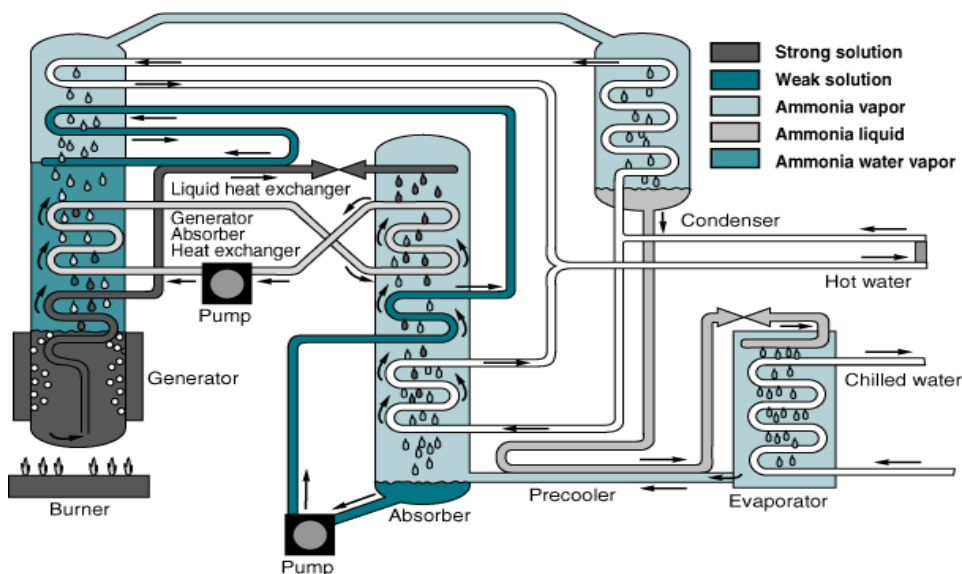 Strong solution
Weak solution
Ammonia vapor
Ammonia liquid
Ammonia water vapor
Liquid heat exchanger
Generator
Absorber
Heat exchanger
Condenser
Hot water
Pump
Generator
Chilled water
Burner
Absorber
Precooler
Evaporator
Pump